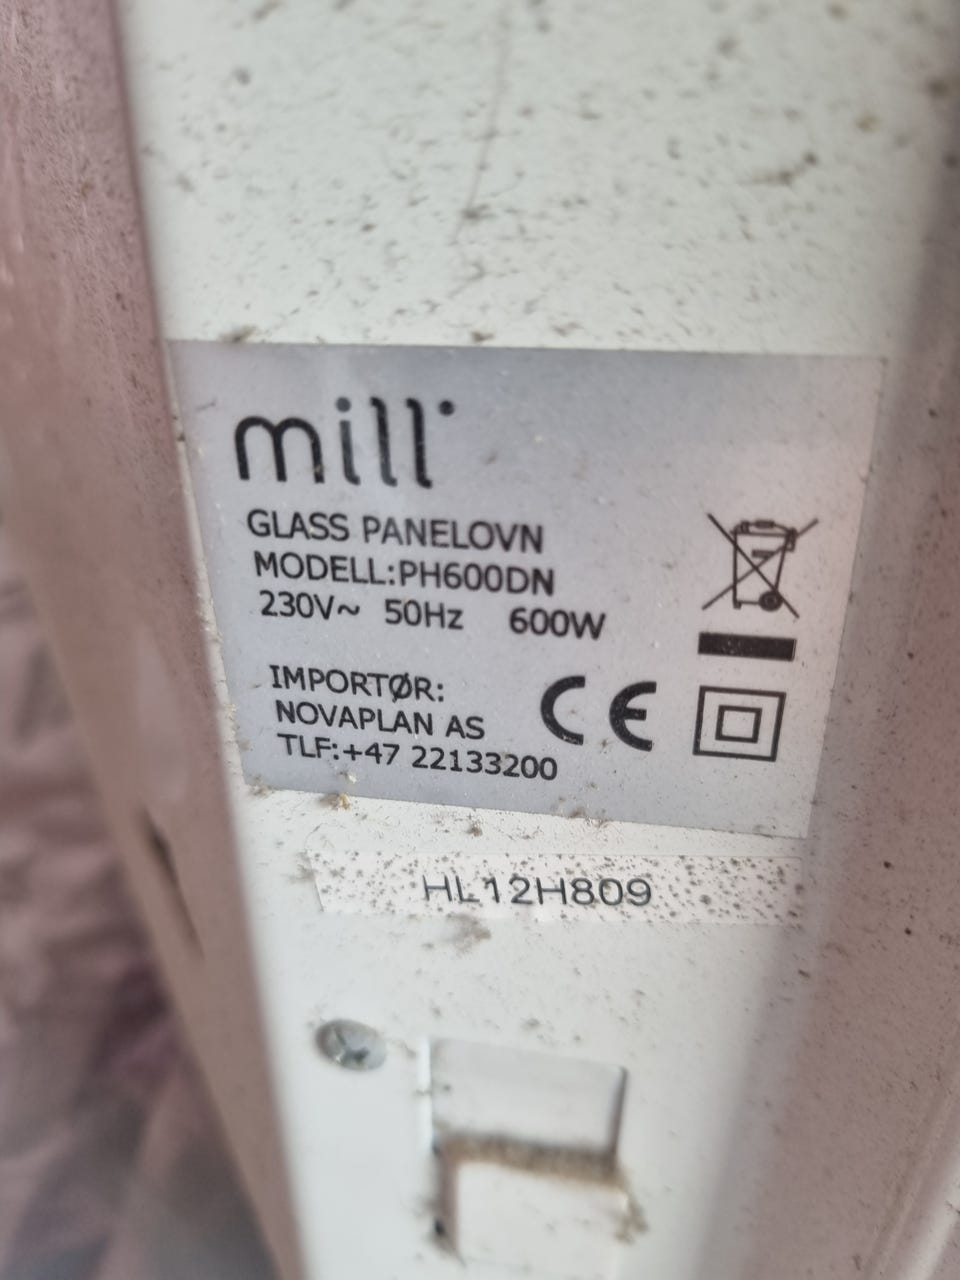 mill
GLASS PANELOVN
MODELL:PH600DN
230V~ 50Hz 600W
IMPORTØR:
NOVAPLAN AS
TLF:+47 22133200
CE
HL12H809